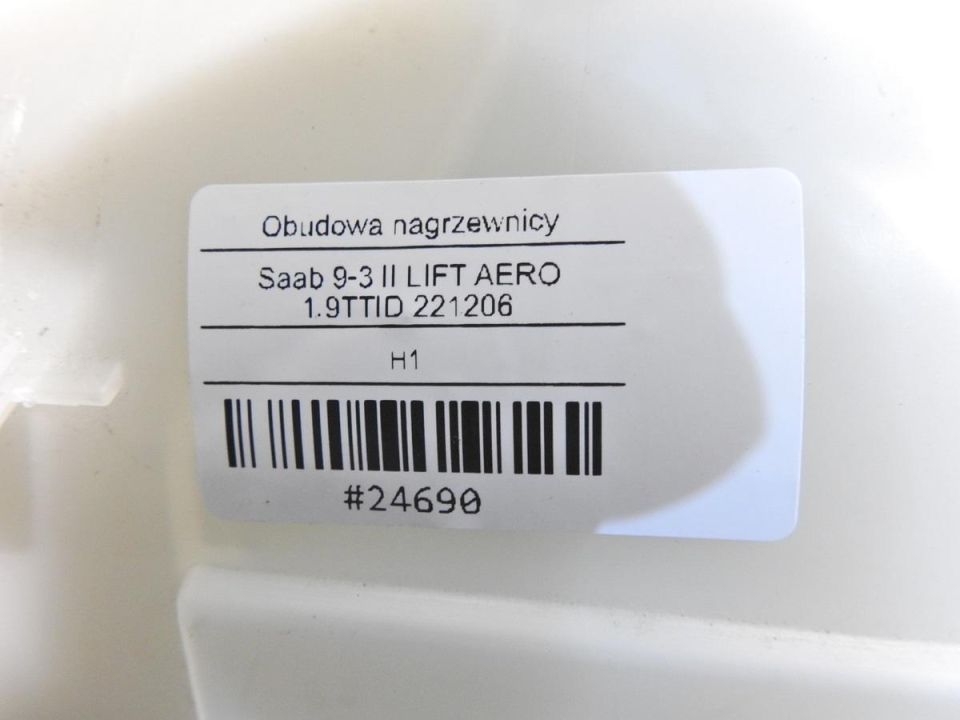 Obudowa nagrzewnicy
Saab 9-3 II LIFT AERO
1.9TTID 221206
H1
#24690